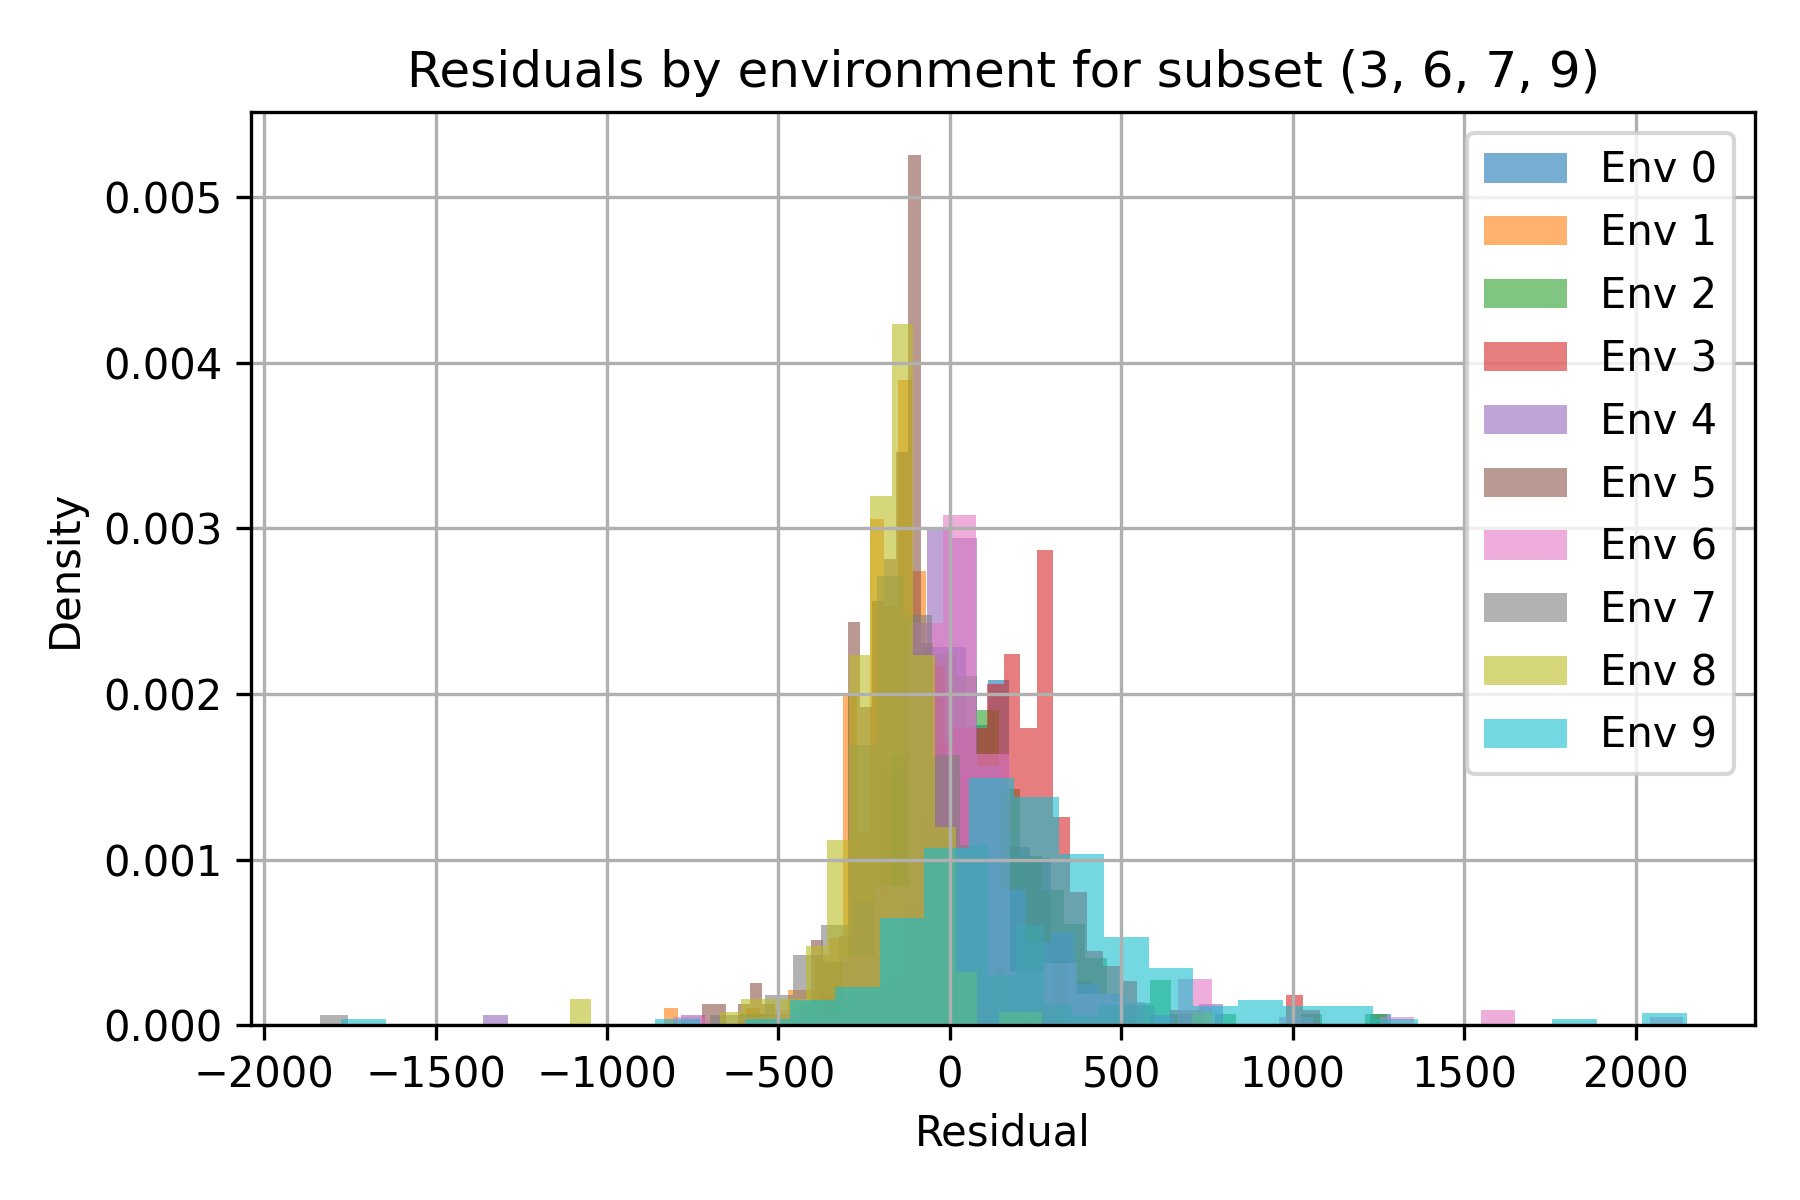 Residuals by environment for subset (3, 6, 7, 9)
Density
0.005
0.004
0.003
0.002
0.001
0.000
−2000 −1500 −1000 −500 0 500 1000 1500 2000
Residual
Env 0
Env 1
Env 2
Env 3
Env 4
Env 5
Env 6
Env 7
Env 8
Env 9